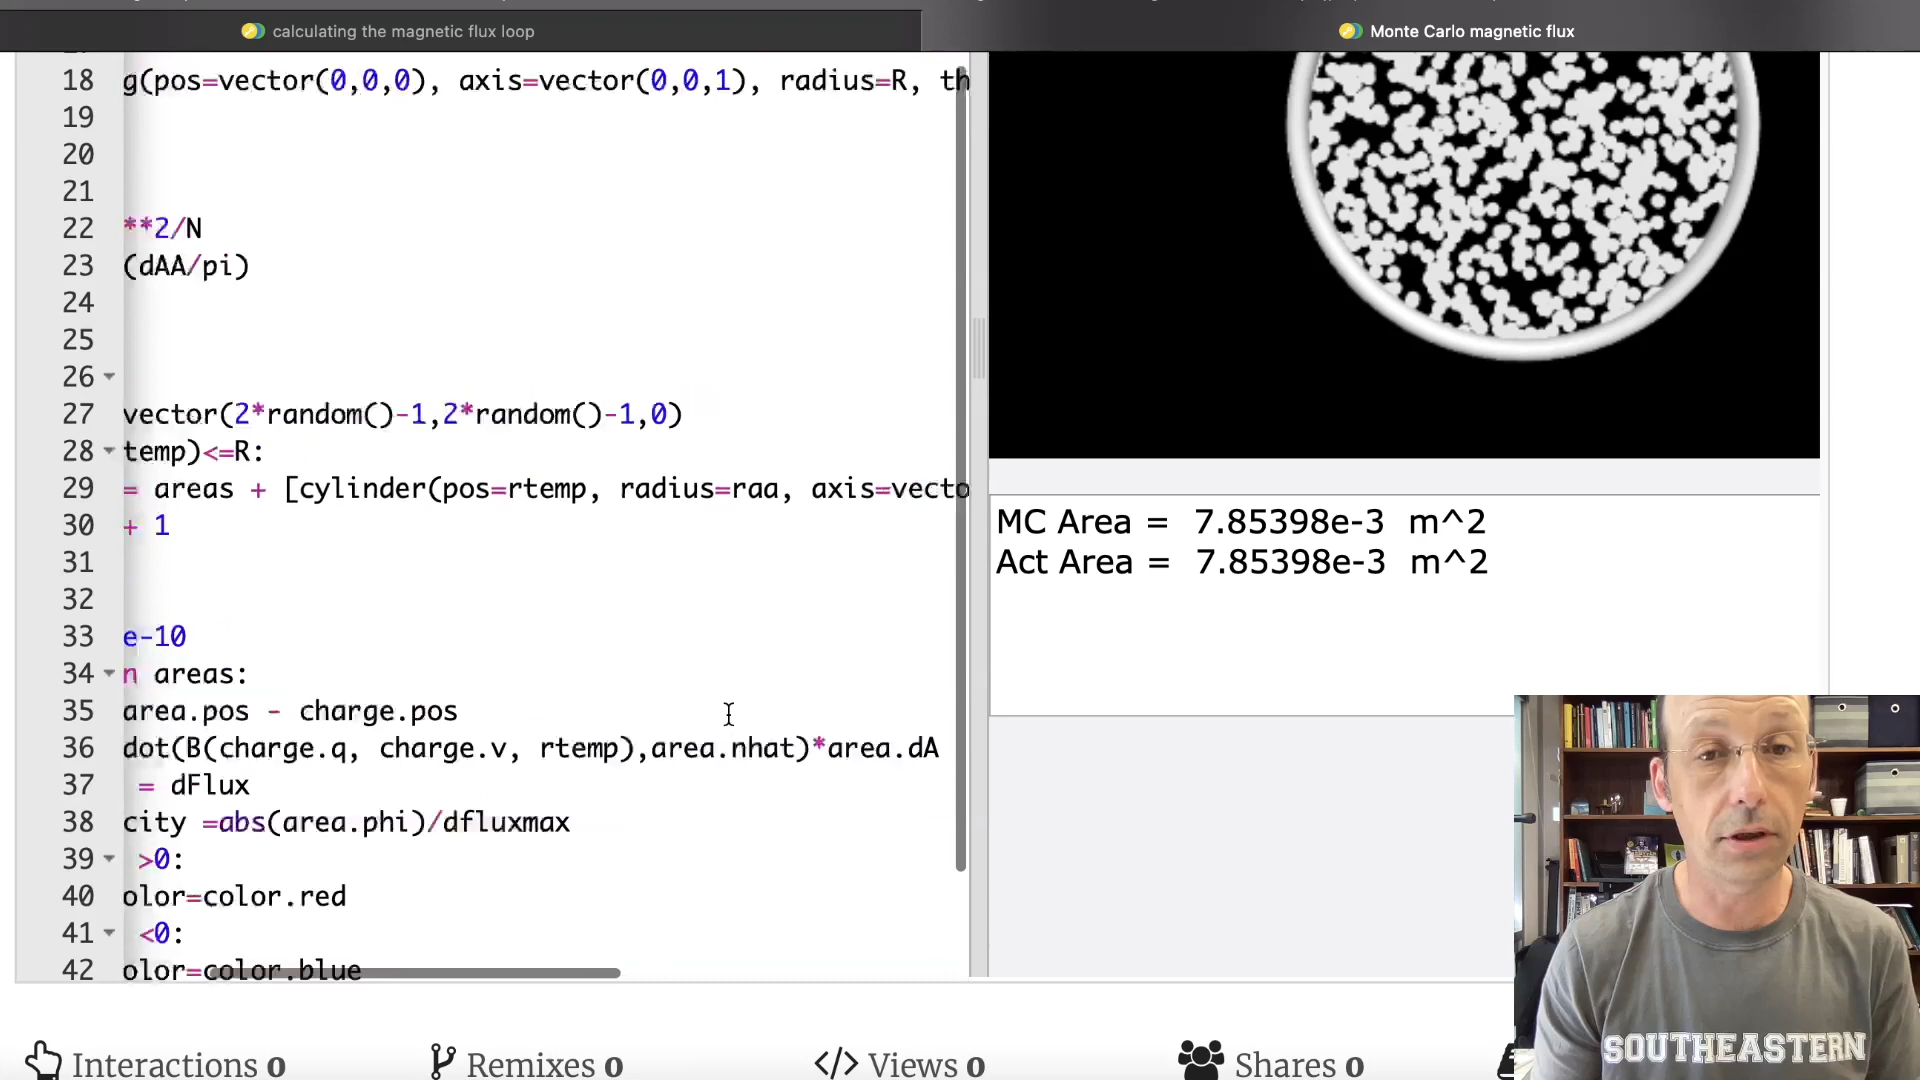 calculating the magnetic flux loop
Monte Carlo magnetic flux
18 g(pos=vector(0,0,0), axis=vector(0,0,1), radius=R, th
19
20
21
22 **2/N
23 (dAA/pi)
24
25
26
27 vector(2*random()-1,2*random()-1,0)
28 temp)<=R:
29 = areas + [cylinder(pos=rtemp, radius=raa, axis=vecto
30 + 1
31
32
33 e-10
34 n areas:
35 area.pos - charge.pos
36 dot(B(charge.q, charge.v, rtemp),area.nhat)*area.dA
37 = dFlux
38 city =abs(area.phi)/dfluxmax
39 >0:
40 olor=color.red
41 <0:
42 olor=color.blue
MC Area = 7.85398e-3 m^2
Act Area = 7.85398e-3 m^2
SOUTHEASTERN
Interactions 0
Remixes 0
Views 0
Shares 0